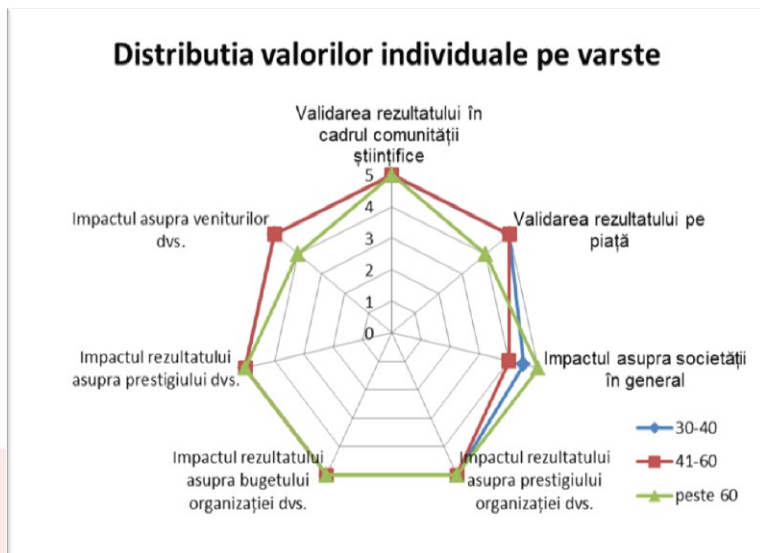 Distributia valorilor individuale pe varste
Validarea rezultatului în
cadrul comunității
științifice
5
4
3
2
1
0
Validarea rezultatului pe
piață
Impactul asupra societății
în general
Impactul rezultatului
asupra prestigiului
organizației dvs.
Impactul rezultatului
asupra bugetului
organizației dvs.
Impactul rezultatului
asupra prestigiului dvs.
Impactul asupra veniturilor
dvs.
30-40
41-60
peste 60